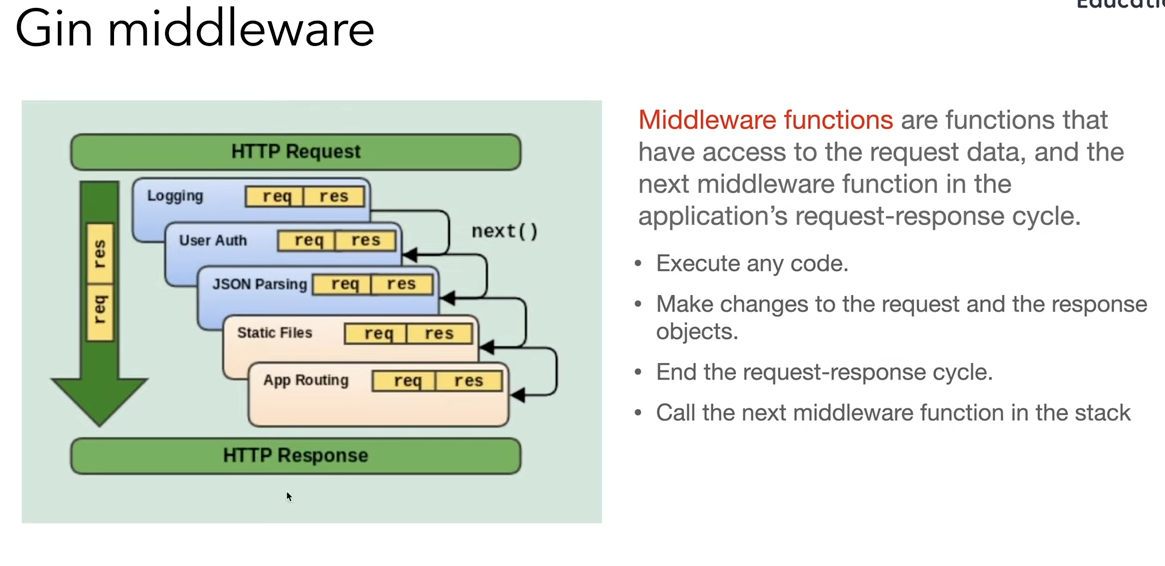 Educati
Gin middleware
HTTP Request
Logging req res
next()
User Auth req res
JSON Parsing req res
Static Files req res
App Routing req res
res
req
HTTP Response
Middleware functions are functions that
have access to the request data, and the
next middleware function in the
application’s request-response cycle.
• Execute any code.
• Make changes to the request and the response
objects.
• End the request-response cycle.
• Call the next middleware function in the stack